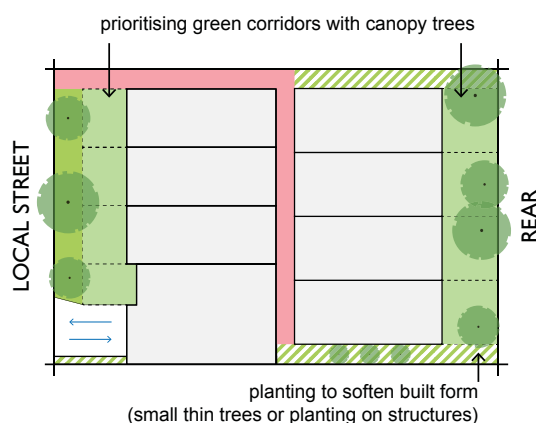 prioritising green corridors with canopy trees
LOCAL STREET
REAR
planting to soften built form
(small thin trees or planting on structures)